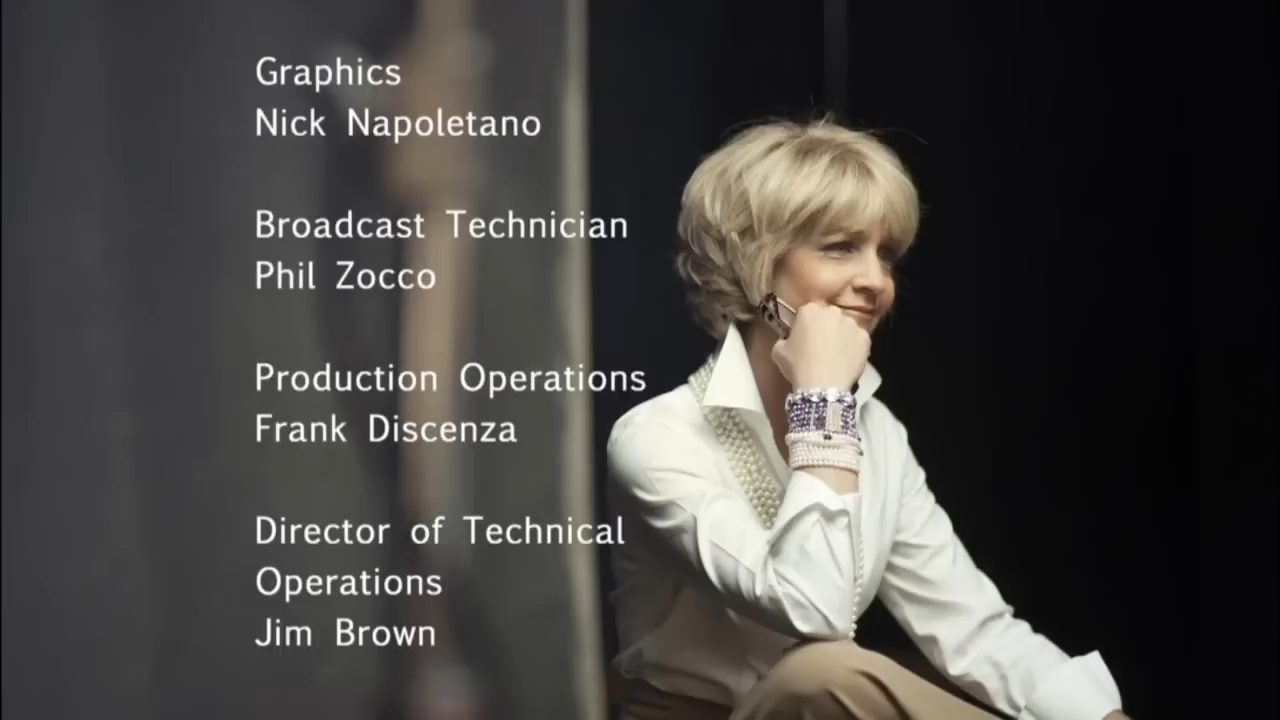 Graphics
Nick Napoletano
Broadcast Technician
Phil Zocco
Production Operations
Frank Discenza
Director of Technical
Operations
Jim Brown